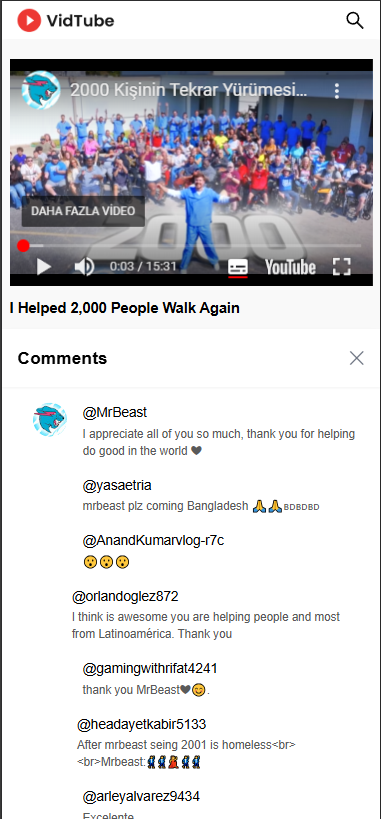 VidTube
2000 Kişinin Tekrar Yürümesi...
DAHA FAZLA VİDEO
2000
0:03 / 15:31
YouTube
I Helped 2,000 People Walk Again
Comments
@MrBeast
I appreciate all of you so much, thank you for helping
do good in the world ❤
@yasaetria
mrbeast plz coming Bangladesh 🙏🙏BDBDBD
@AnandKumarvlog-r7c
😮😮😮
@orlandoglez872
I think is awesome you are helping people and most
from Latinoamérica. Thank you
@gamingwithrifat4241
thank you MrBeast❤😊.
@headayetkabir5133
After mrbeast seing 2001 is homeless<br>
<br>Mrbeast:
@arleyalvarez9434
Excelente